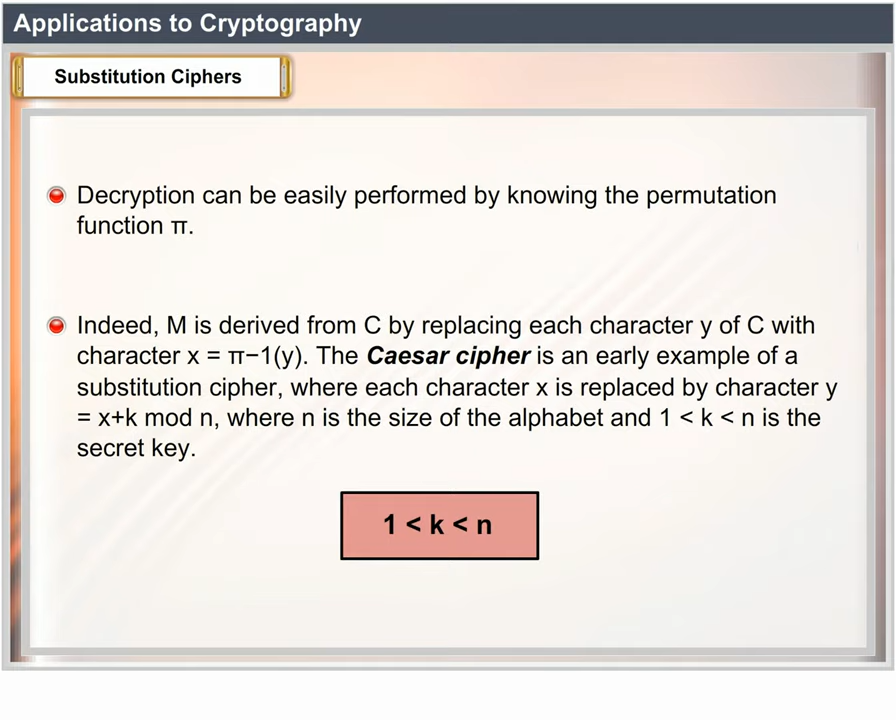 Applications to Cryptography
Substitution Ciphers
Decryption can be easily performed by knowing the permutation
function π.
Indeed, M is derived from C by replacing each character y of C with
character x = π−1(y). The Caesar cipher is an early example of a
substitution cipher, where each character x is replaced by character y
= x+k mod n, where n is the size of the alphabet and 1 < k < n is the
secret key.
1 < k < n